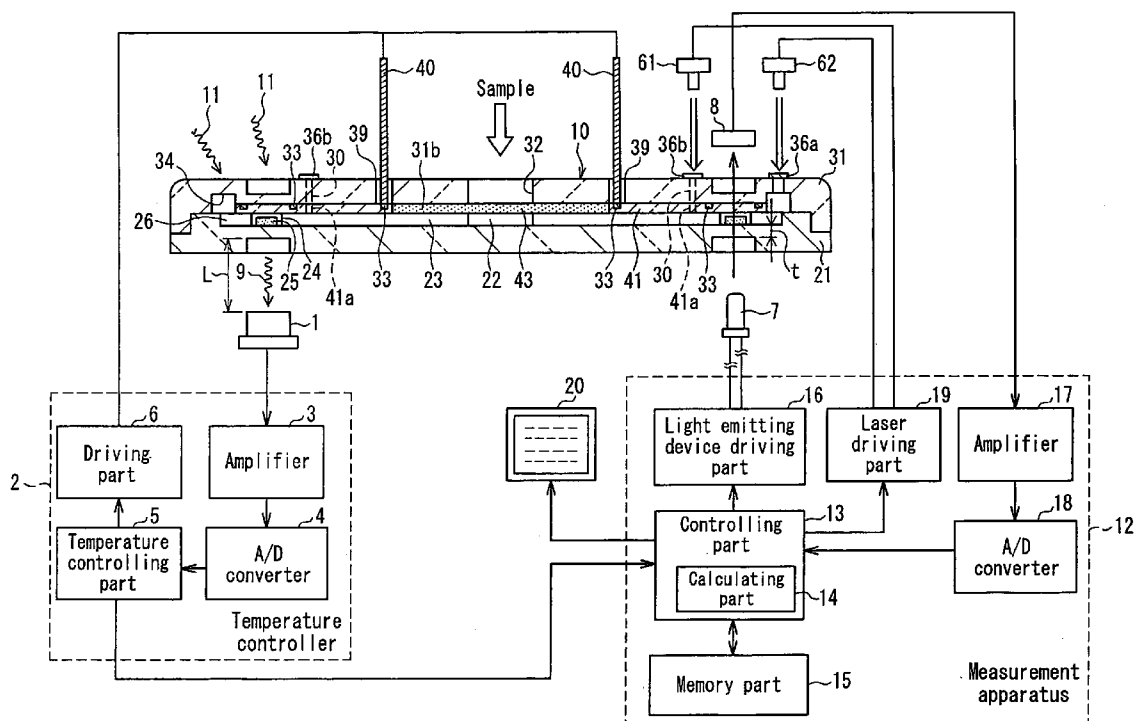 61
62
40
40
8
Sample
11
11
36b
10
36b
36a
34
33
30
39
31b
32
39
31
26
L
9
25
24
41a
33
23
22
43
33
41
30
41a
33
t
21
1
7
6
Driving
part
3
Amplifier
2
5
Temperature
controlling
part
4
A/D
converter
Temperature
controller
20
16
Light emitting
device driving
part
19
Laser
driving
part
17
Amplifier
13
Controlling
part
Calculating
part
14
18
A/D
converter
12
Memory part
15
Measurement
apparatus